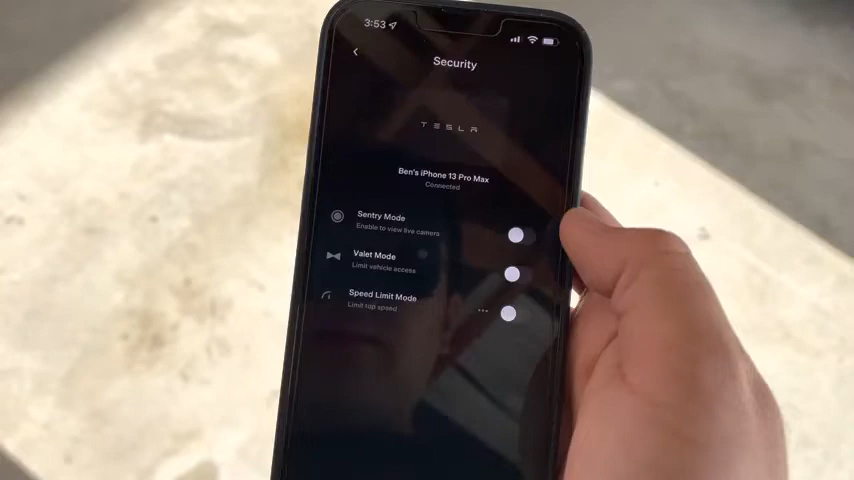 3:53
Security
TESLA
Ben's iPhone 13 Pro Max
Connected
Sentry Mode
Enable to view live camera
Valet Mode
Limit vehicle access
Speed Limit Mode
Limit top speed